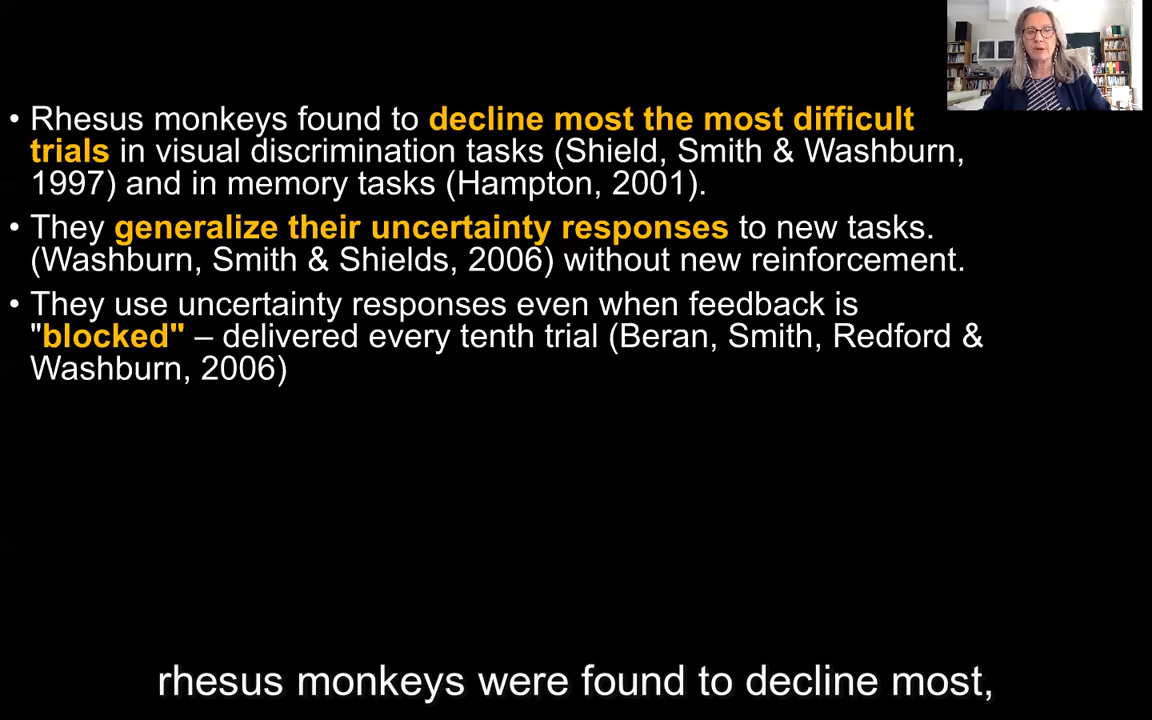 • Rhesus monkeys found to decline most the most difficult
trials in visual discrimination tasks (Shield, Smith & Washburn,
1997) and in memory tasks (Hampton, 2001).
• They generalize their uncertainty responses to new tasks.
(Washburn, Smith & Shields, 2006) without new reinforcement.
• They use uncertainty responses even when feedback is
"blocked" – delivered every tenth trial (Beran, Smith, Redford &
Washburn, 2006)
rhesus monkeys were found to decline most,